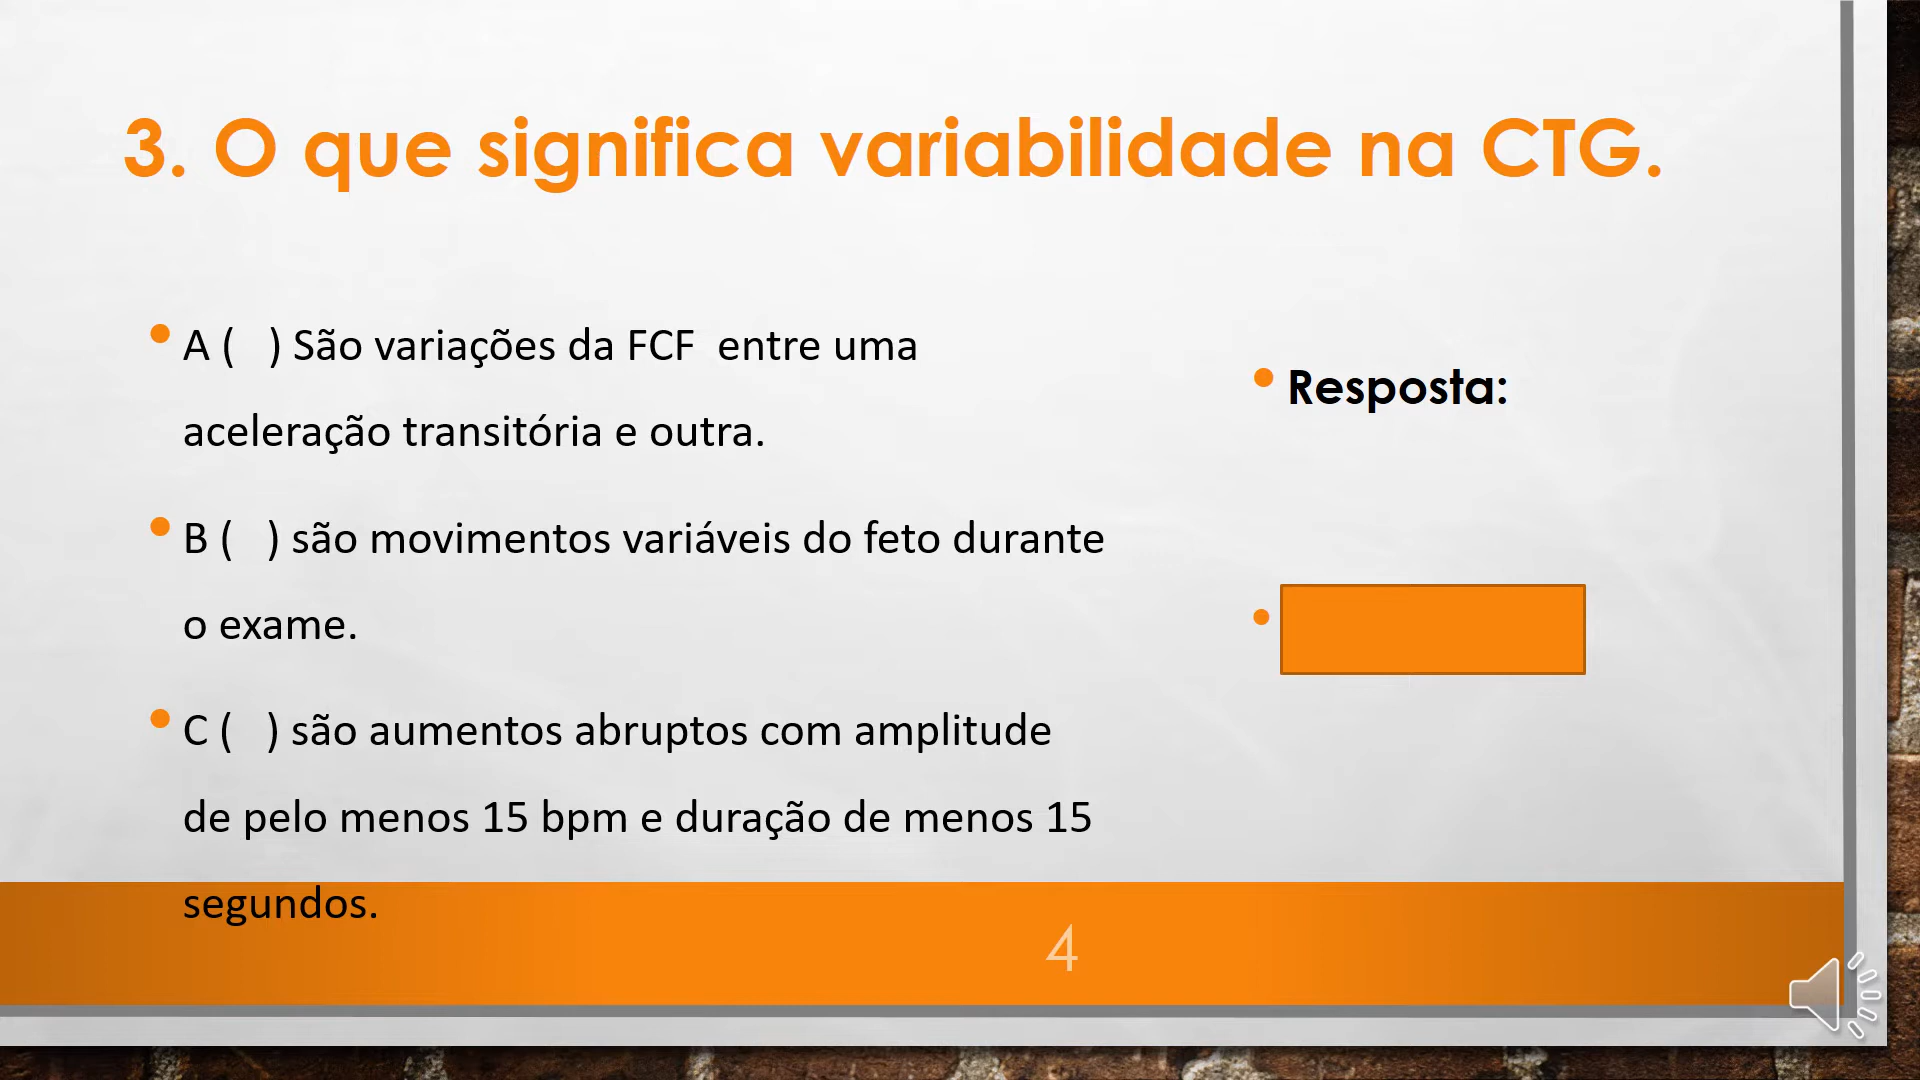 3. O que significa variabilidade na CTG.
A (   ) São variações da FCF  entre uma
aceleração transitória e outra.
B (   ) são movimentos variáveis do feto durante
o exame.
C (   ) são aumentos abruptos com amplitude
de pelo menos 15 bpm e duração de menos 15
segundos.
Resposta:
4